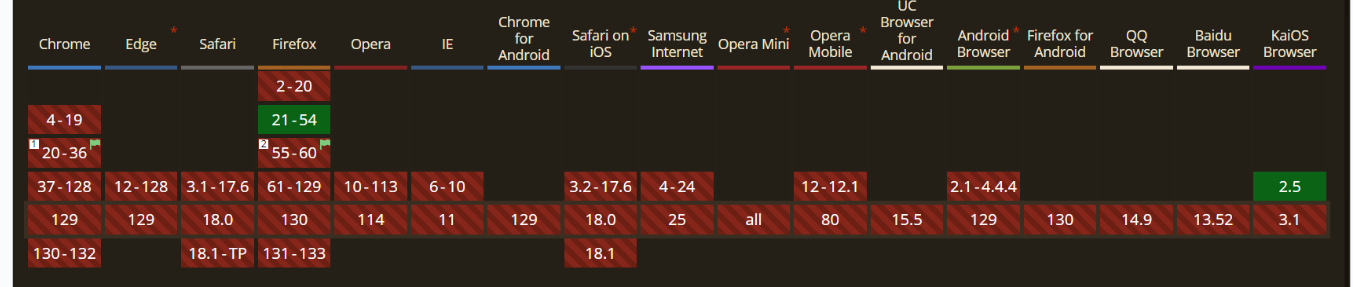 Chrome Edge * Safari Firefox Opera IE Chrome for Android Safari on iOS * Samsung Internet Opera Mini * Opera Mobile * UC Browser for Android Android Browser * Firefox for Android QQ Browser Baidu Browser KaiOS Browser
2-20
4-19 21-54
1 20-36 2 55-60
37-128 12-128 3.1-17.6 61-129 10-113 6-10 3.2-17.6 4-24 12-12.1 2.1-4.4.4 2.5
129 129 18.0 130 114 11 129 18.0 25 all 80 15.5 129 130 14.9 13.52 3.1
130-132 18.1-TP 131-133 18.1